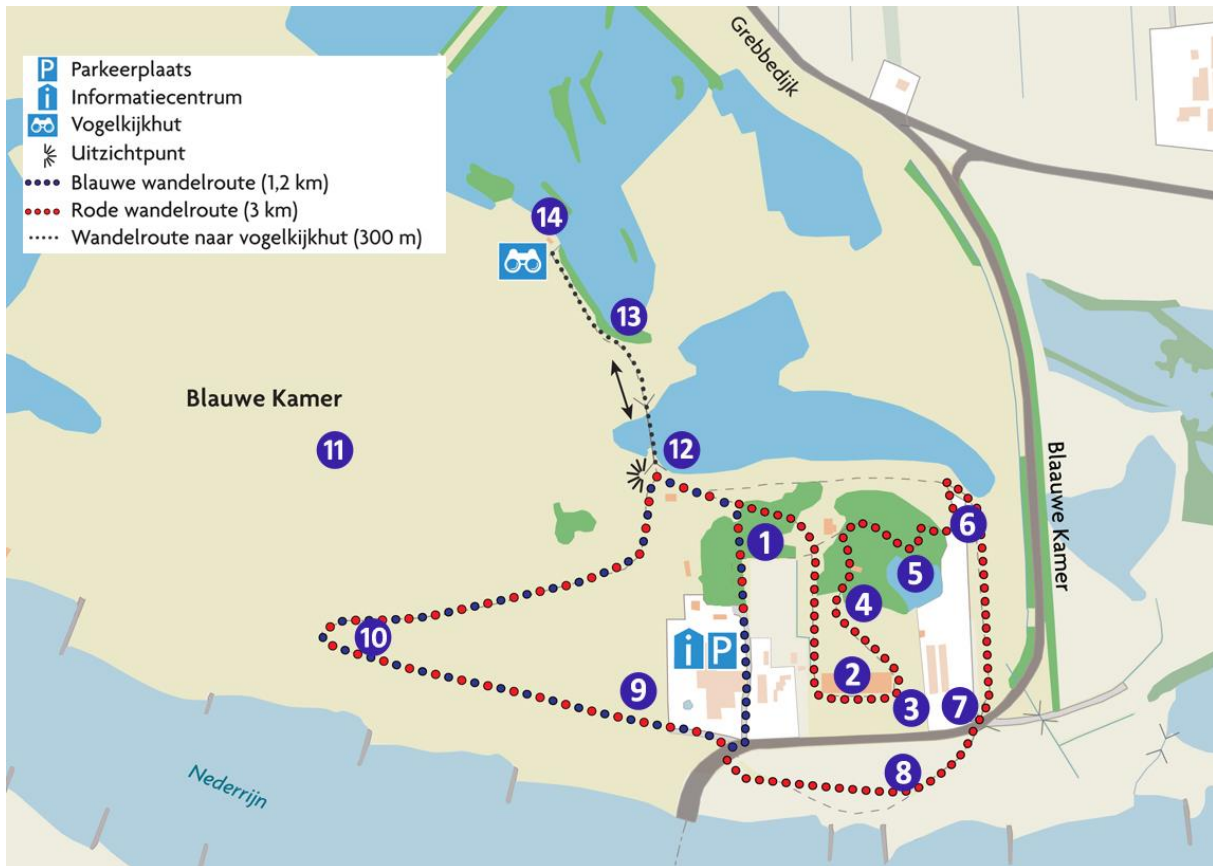 P Parkeerplaats
i Informatiecentrum
Vogelkijkhut
Uitzichtpunt
Blauwe wandelroute (1,2 km)
Rode wandelroute (3 km)
Wandelroute naar vogelkijkhut (300 m)
Grebbedijk
14
13
Blauwe Kamer
11
12
Blaauwe Kamer
6
1
5
4
10
i P
2
9
3
7
8
Nederrijn